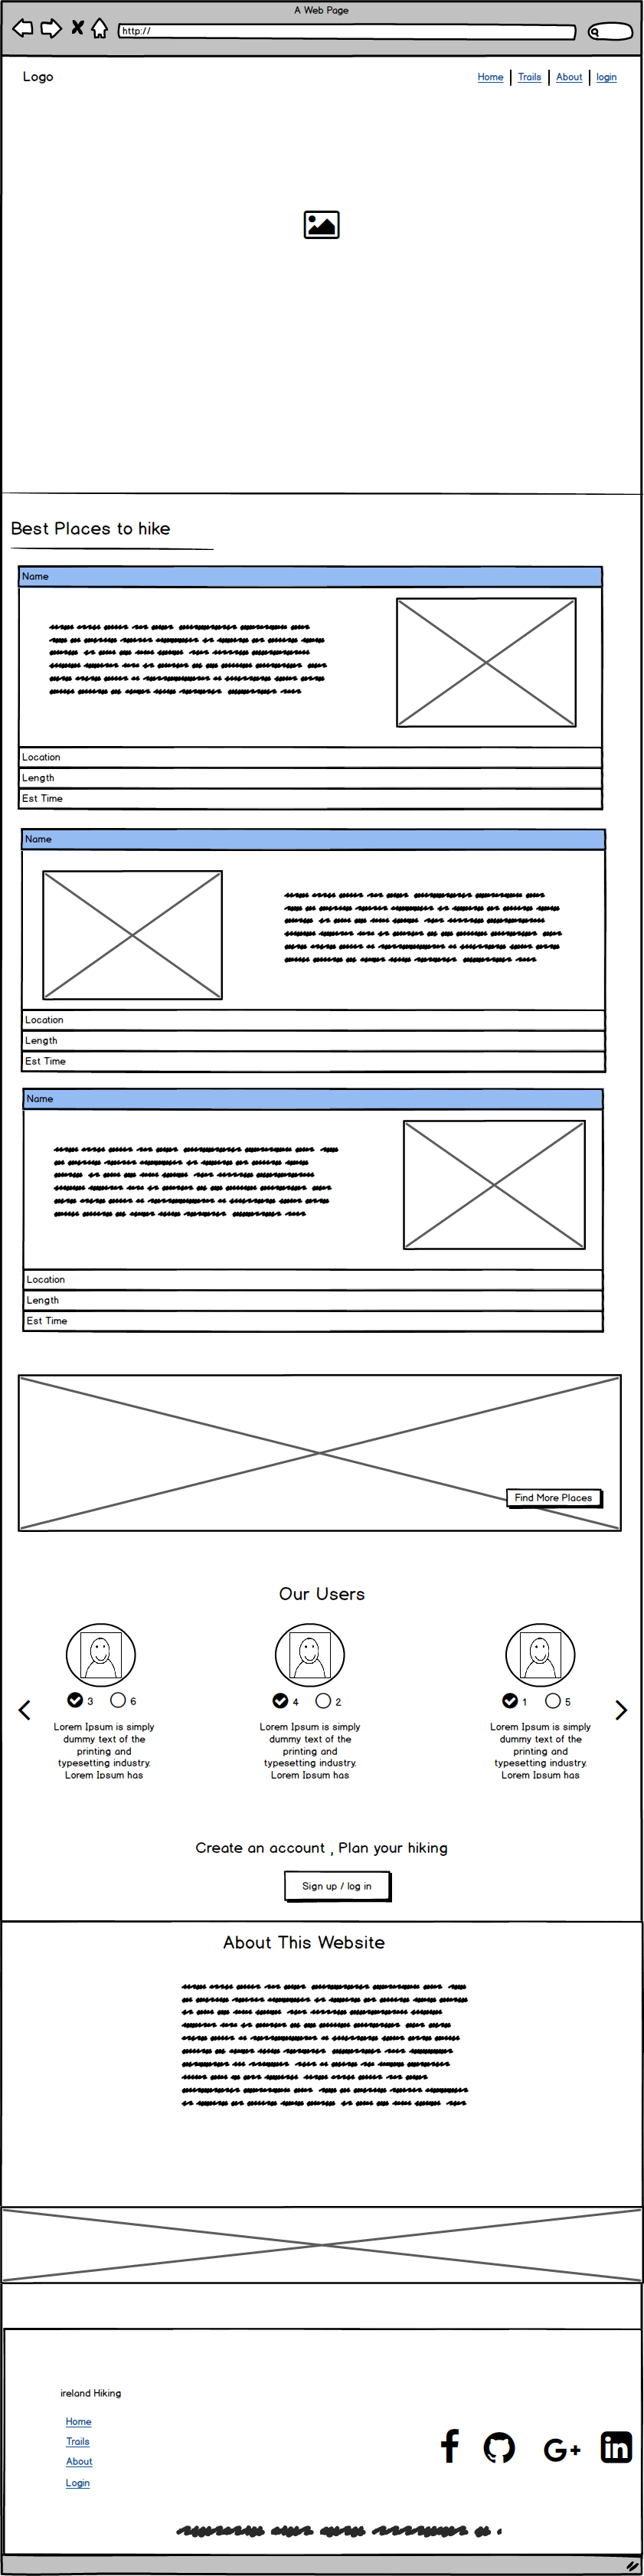 A Web Page
http://
Logo
Home Trails About login
Best Places to hike
Name
Location
Length
Est Time
Name
Location
Length
Est Time
Name
Location
Length
Est Time
Find More Places
Our Users
3 6
4 2
1 5
Lorem Ipsum is simply
dummy text of the
printing and
typesetting industry.
Lorem Ipsum has
Lorem Ipsum is simply
dummy text of the
printing and
typesetting industry.
Lorem Ipsum has
Lorem Ipsum is simply
dummy text of the
printing and
typesetting industry.
Lorem Ipsum has
Create an account , Plan your hiking
Sign up / log in
About This Website
ireland Hiking
Home
Trails
About
Login
f
G+
in